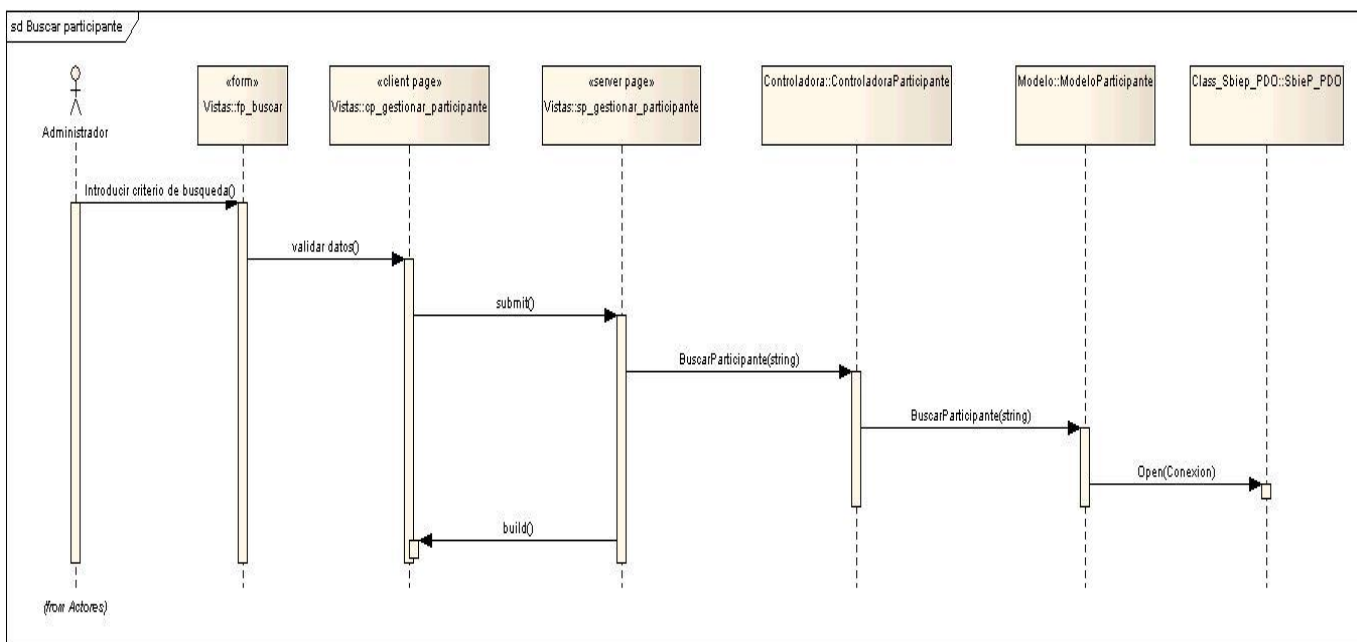 sd Buscar participante
Administrador
«form»
Vistas::fp_buscar
«client page»
Vistas::cp_gestionar_participante
«server page»
Vistas::sp_gestionar_participante
Controladora::ControladoraParticipante
Modelo::ModeloParticipante
Class_Sbiep_PDO::SbieP_PDO
Introducir criterio de busqueda()
validar datos()
submit()
BuscarParticipante(string)
BuscarParticipante(string)
Open(Conexion)
build()
(from Actores)